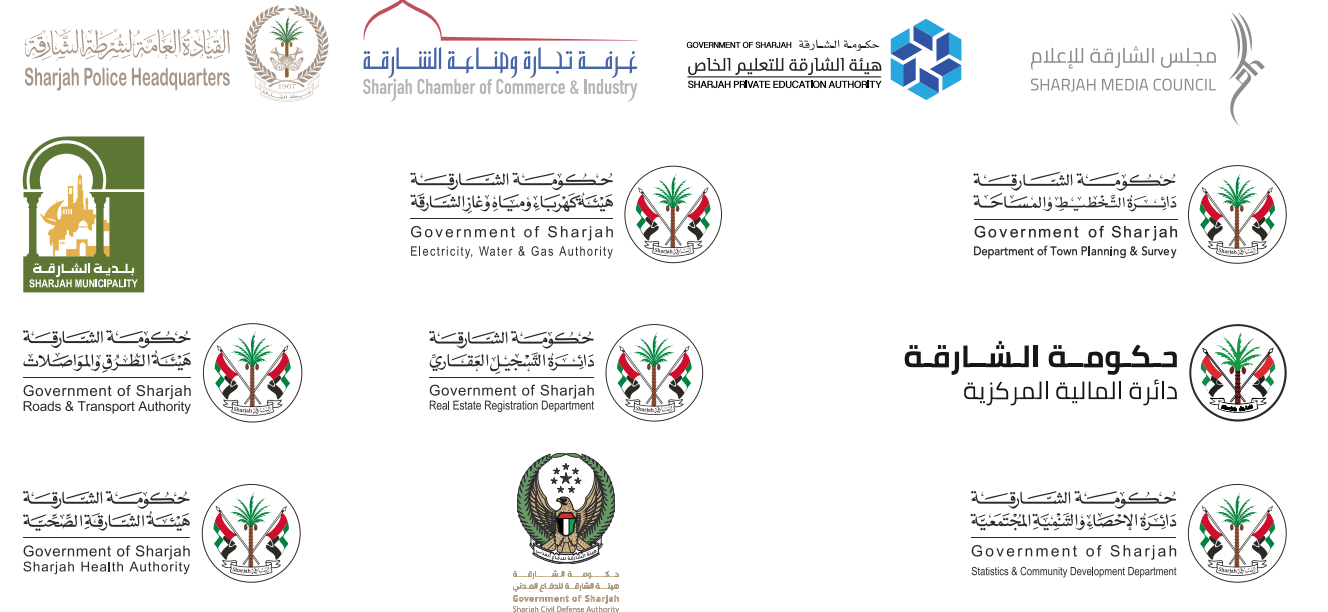 القيادة العامة لشرطة الشارقة
Sharjah Police Headquarters
1967
غرفة تجارة وصناعة الشارقة
Sharjah Chamber of Commerce & Industry
GOVERNMENT OF SHARJAH حكومة الشارقة
هيئة الشارقة للتعليم الخاص
SHARJAH PRIVATE EDUCATION AUTHORITY
مجلس الشارقة للإعلام
SHARJAH MEDIA COUNCIL
بلدية الشارقة
SHARJAH MUNICIPALITY
حكومة الشارقة
هيئة كهرباء ومياه وغاز الشارقة
Government of Sharjah
Electricity, Water & Gas Authority
حكومة الشارقة
دائرة التخطيط والمساحة
Government of Sharjah
Department of Town Planning & Survey
حكومة الشارقة
هيئة الطرق والمواصلات
Government of Sharjah
Roads & Transport Authority
حكومة الشارقة
دائرة التسجيل العقاري
Government of Sharjah
Real Estate Registration Department
حكومة الشارقة
دائرة المالية المركزية
حكومة الشارقة
هيئة الشارقة الصحية
Government of Sharjah
Sharjah Health Authority
حكومة الشارقة
هيئة الشارقة للدفاع المدني
Government of Sharjah
Sharjah Civil Defense Authority
حكومة الشارقة
دائرة الإحصاء والتنمية المجتمعية
Government of Sharjah
Statistics & Community Development Department